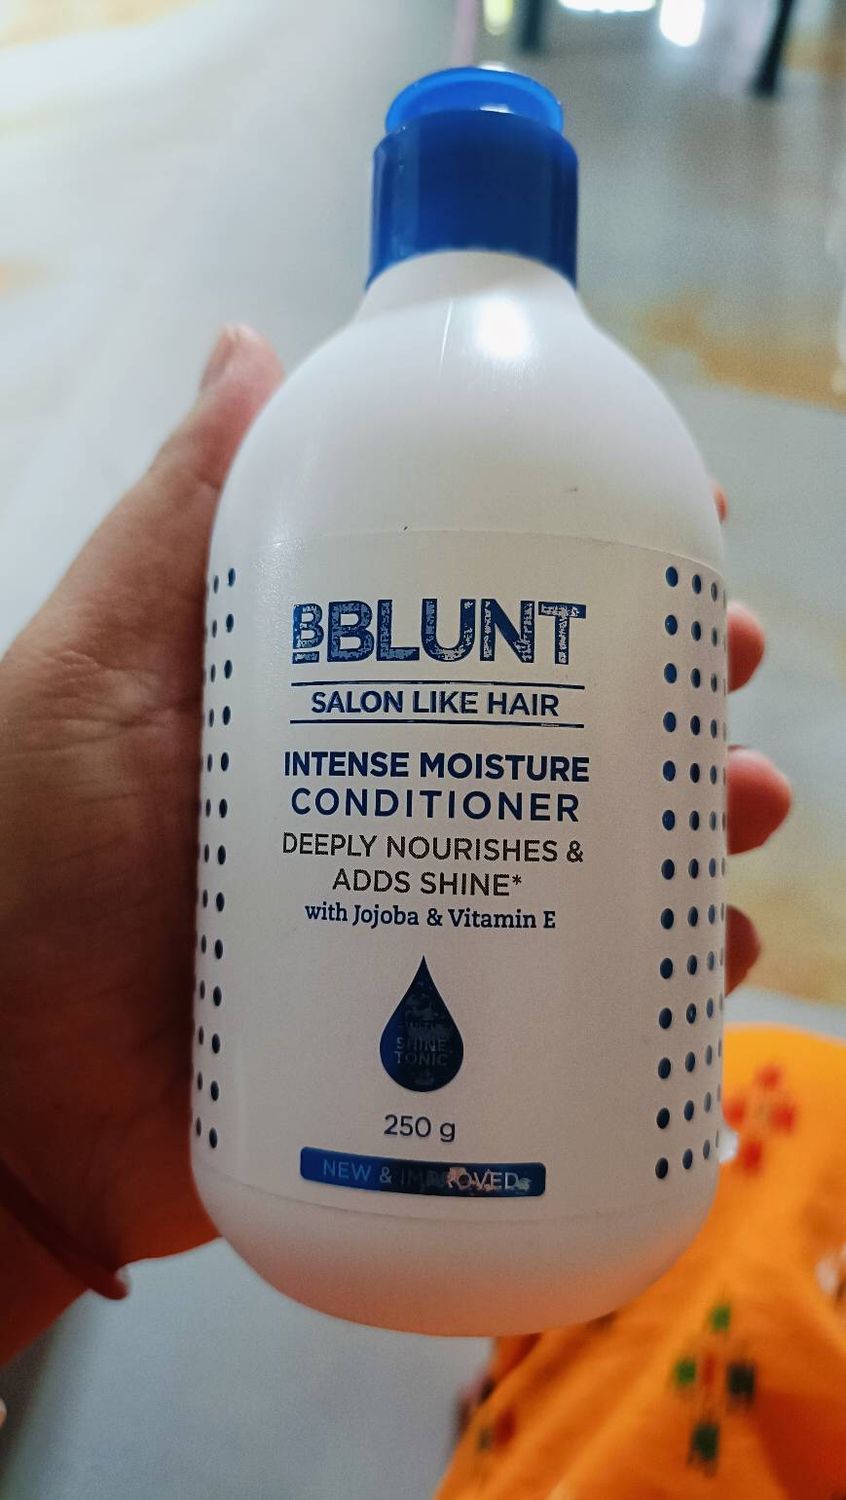 BBLUNT
SALON LIKE HAIR
INTENSE MOISTURE
CONDITIONER
DEEPLY NOURISHES &
ADDS SHINE*
with Jojoba & Vitamin E
SHINE
TONIC
250 g
NEW & IMPROVED